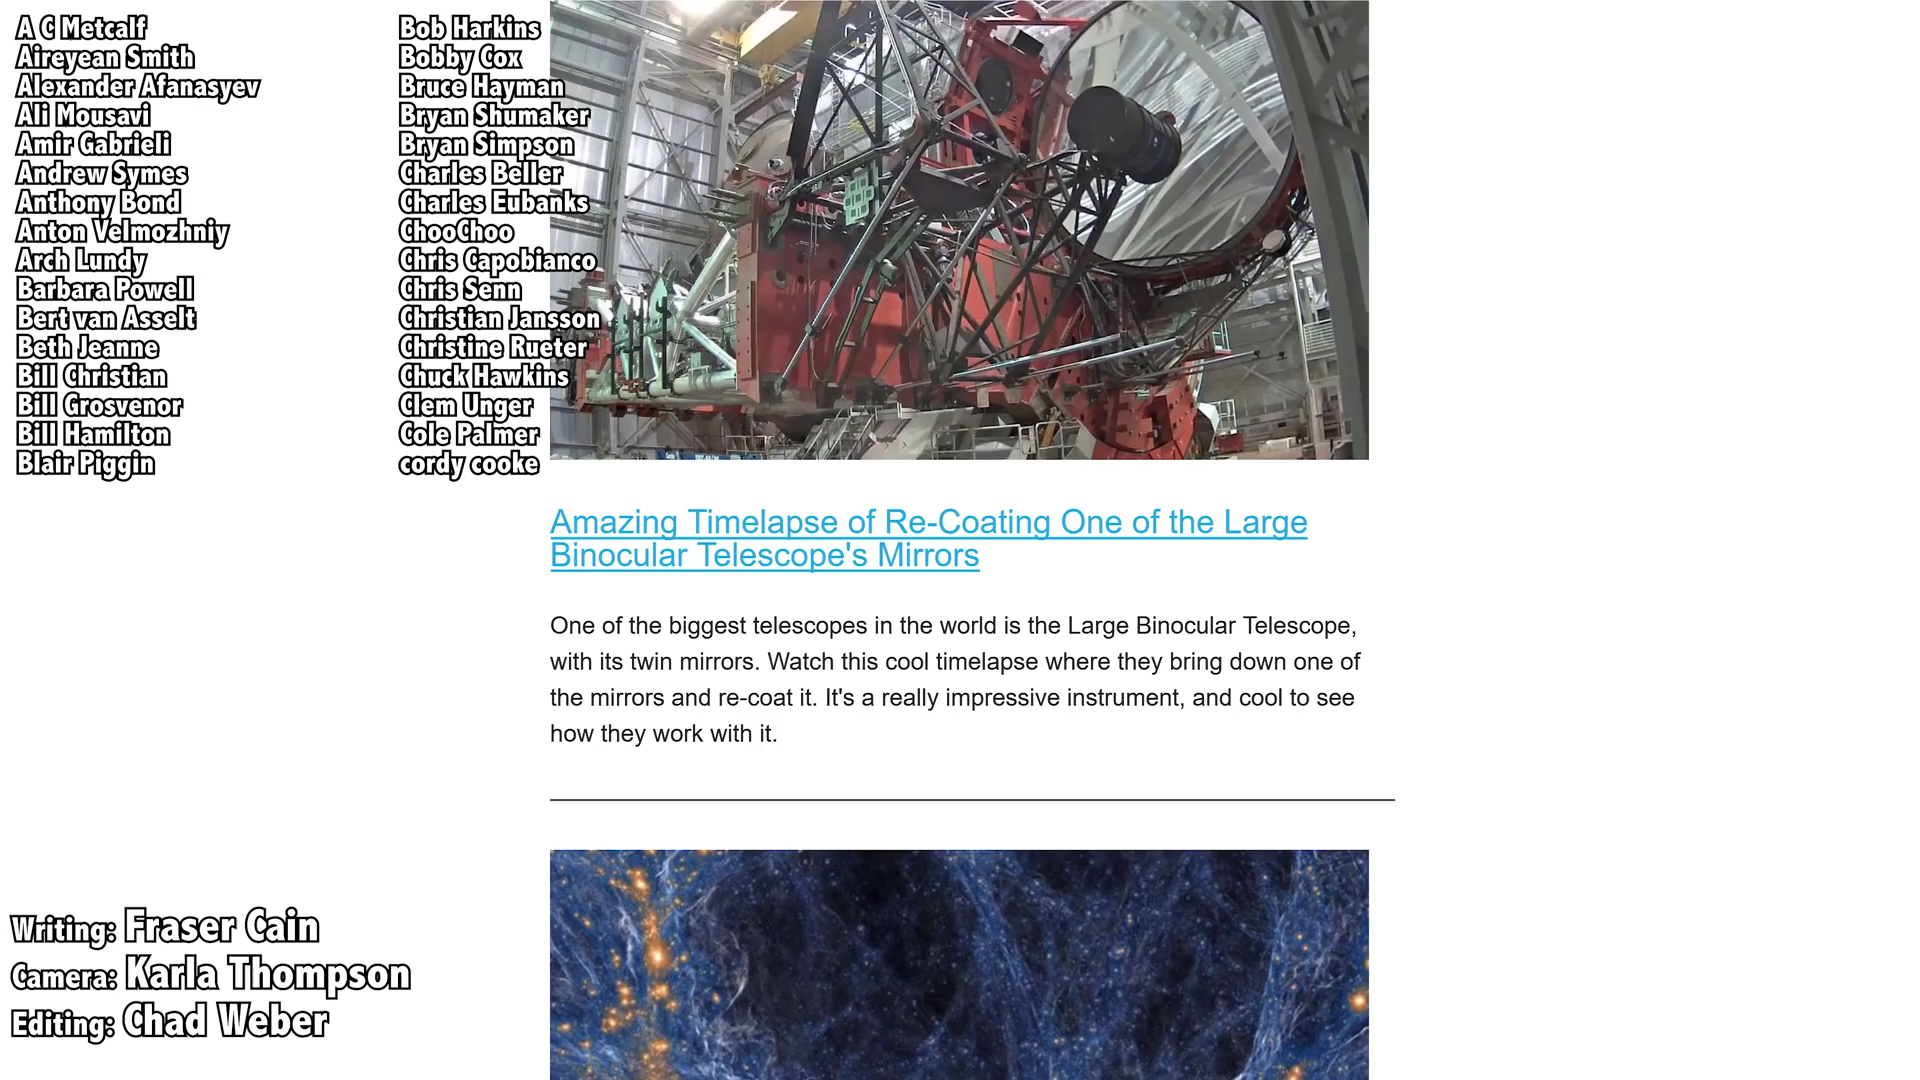 A C Metcalf
Aireyean Smith
Alexander Afanasyev
Ali Mousavi
Amir Gabrieli
Andrew Symes
Anthony Bond
Anton Velmozhniy
Arch Lundy
Barbara Powell
Bert van Asselt
Beth Jeanne
Bill Christian
Bill Grosvenor
Bill Hamilton
Blair Piggin
Bob Harkins
Bobby Cox
Bruce Hayman
Bryan Shumaker
Bryan Simpson
Charles Beller
Charles Eubanks
ChooChoo
Chris Capobianco
Chris Senn
Christian Jansson
Christine Rueter
Chuck Hawkins
Clem Unger
Cole Palmer
cordy cooke
Amazing Timelapse of Re-Coating One of the Large
Binocular Telescope's Mirrors
One of the biggest telescopes in the world is the Large Binocular Telescope,
with its twin mirrors. Watch this cool timelapse where they bring down one of
the mirrors and re-coat it. It's a really impressive instrument, and cool to see
how they work with it.
Writing: Fraser Cain
Camera: Karla Thompson
Editing: Chad Weber